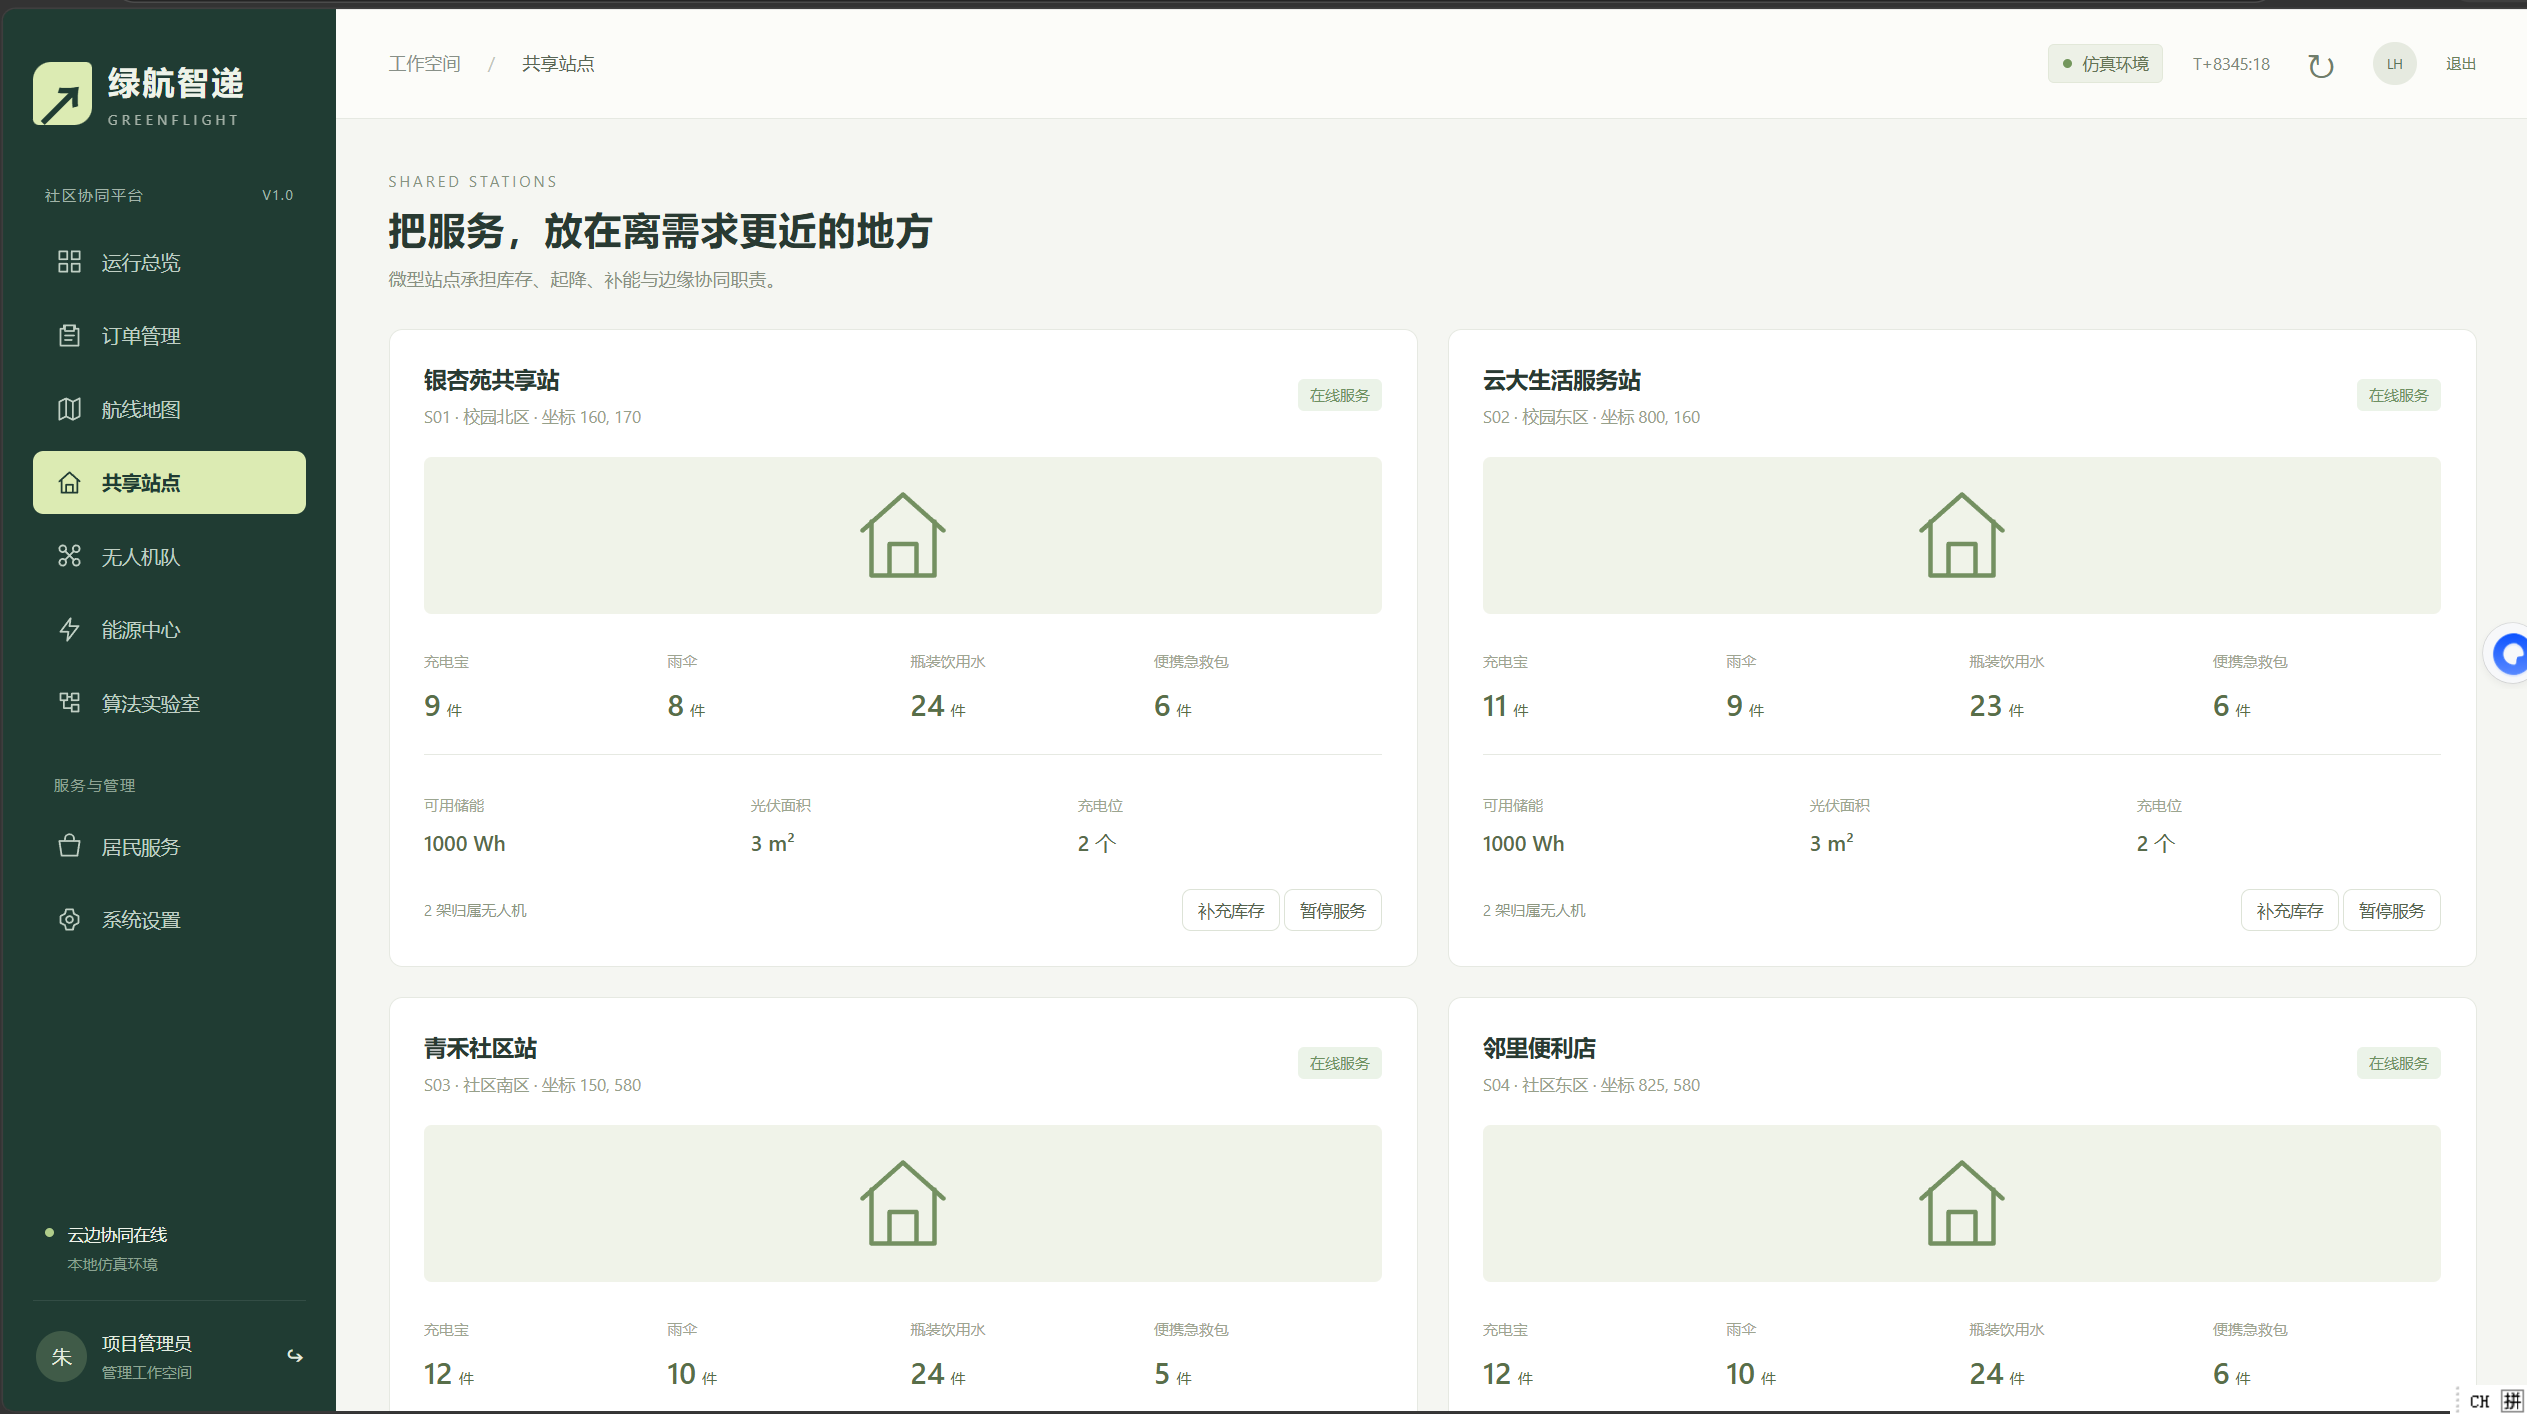 绿航智递
GREENFLIGHT
社区协同平台 V1.0
运行总览
订单管理
航线地图
共享站点
无人机队
能源中心
算法实验室
服务与管理
居民服务
系统设置
云边协同在线
本地仿真环境
朱 项目管理员
管理工作空间
工作空间 / 共享站点
仿真环境 T+8345:18 LH 退出
SHARED STATIONS
把服务，放在离需求更近的地方
微型站点承担库存、起降、补能与边缘协同职责。
银杏苑共享站
在线服务
S01 · 校园北区 · 坐标 160, 170
充电宝 雨伞 瓶装饮用水 便携急救包
9 件 8 件 24 件 6 件
可用储能 光伏面积 充电位
1000 Wh 3 m² 2 个
2 架归属无人机 补充库存 暂停服务
云大生活服务站
在线服务
S02 · 校园东区 · 坐标 800, 160
充电宝 雨伞 瓶装饮用水 便携急救包
11 件 9 件 23 件 6 件
可用储能 光伏面积 充电位
1000 Wh 3 m² 2 个
2 架归属无人机 补充库存 暂停服务
青禾社区站
在线服务
S03 · 社区南区 · 坐标 150, 580
充电宝 雨伞 瓶装饮用水 便携急救包
12 件 10 件 24 件 5 件
邻里便利店
在线服务
S04 · 社区东区 · 坐标 825, 580
充电宝 雨伞 瓶装饮用水 便携急救包
12 件 10 件 24 件 6 件
CH 拼